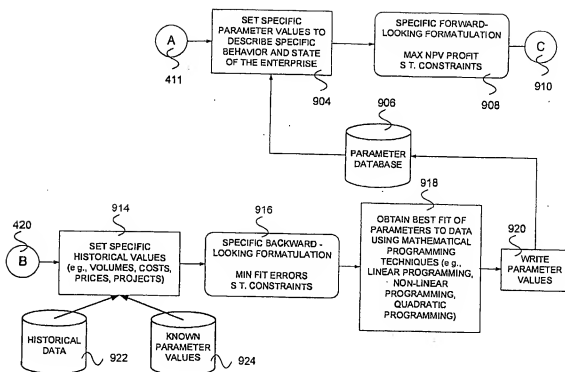 A
411
SET SPECIFIC
PARAMETER VALUES TO
DESCRIBE SPECIFIC
BEHAVIOR AND STATE
OF THE ENTERPRISE
904
SPECIFIC FORWARD-
LOOKING FORMATULATION
MAX NPV PROFIT
S T. CONSTRAINTS
908
C
910
906
PARAMETER
DATABASE
420
B
914
SET SPECIFIC
HISTORICAL VALUES
(e g., VOLUMES, COSTS,
PRICES, PROJECTS)
916
SPECIFIC BACKWARD-
LOOKING FORMATULATION
MIN FIT ERRORS
S T. CONSTRAINTS
918
OBTAIN BEST FIT OF
PARAMETERS TO DATA
USING MATHEMATICAL
PROGRAMMING
TECHNIQUES (e g.,
LINEAR PROGRAMMING,
NON-LINEAR
PROGRAMMING,
QUADRATIC
PROGRAMMING)
920
WRITE
PARAMETER
VALUES
HISTORICAL
DATA
922
KNOWN
PARAMETER
VALUES
924